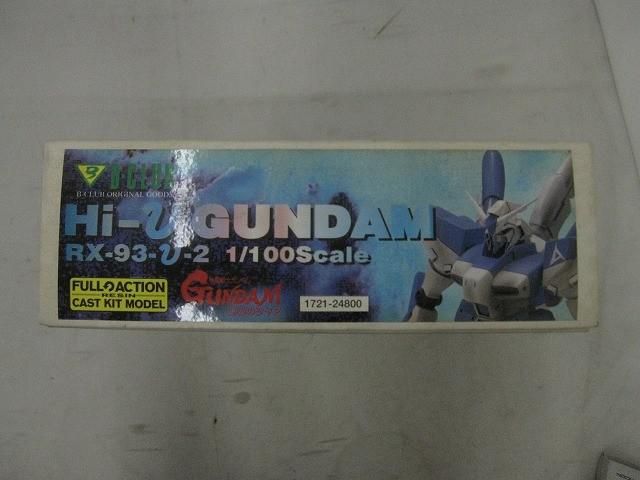 B-CLUB
B-CLUB ORIGINAL GOODS
Hi-ν GUNDAM
RX-93-ν-2 1/100Scale
FULL ACTION
RESIN
CAST KIT MODEL
GUNDAM
1721-24800